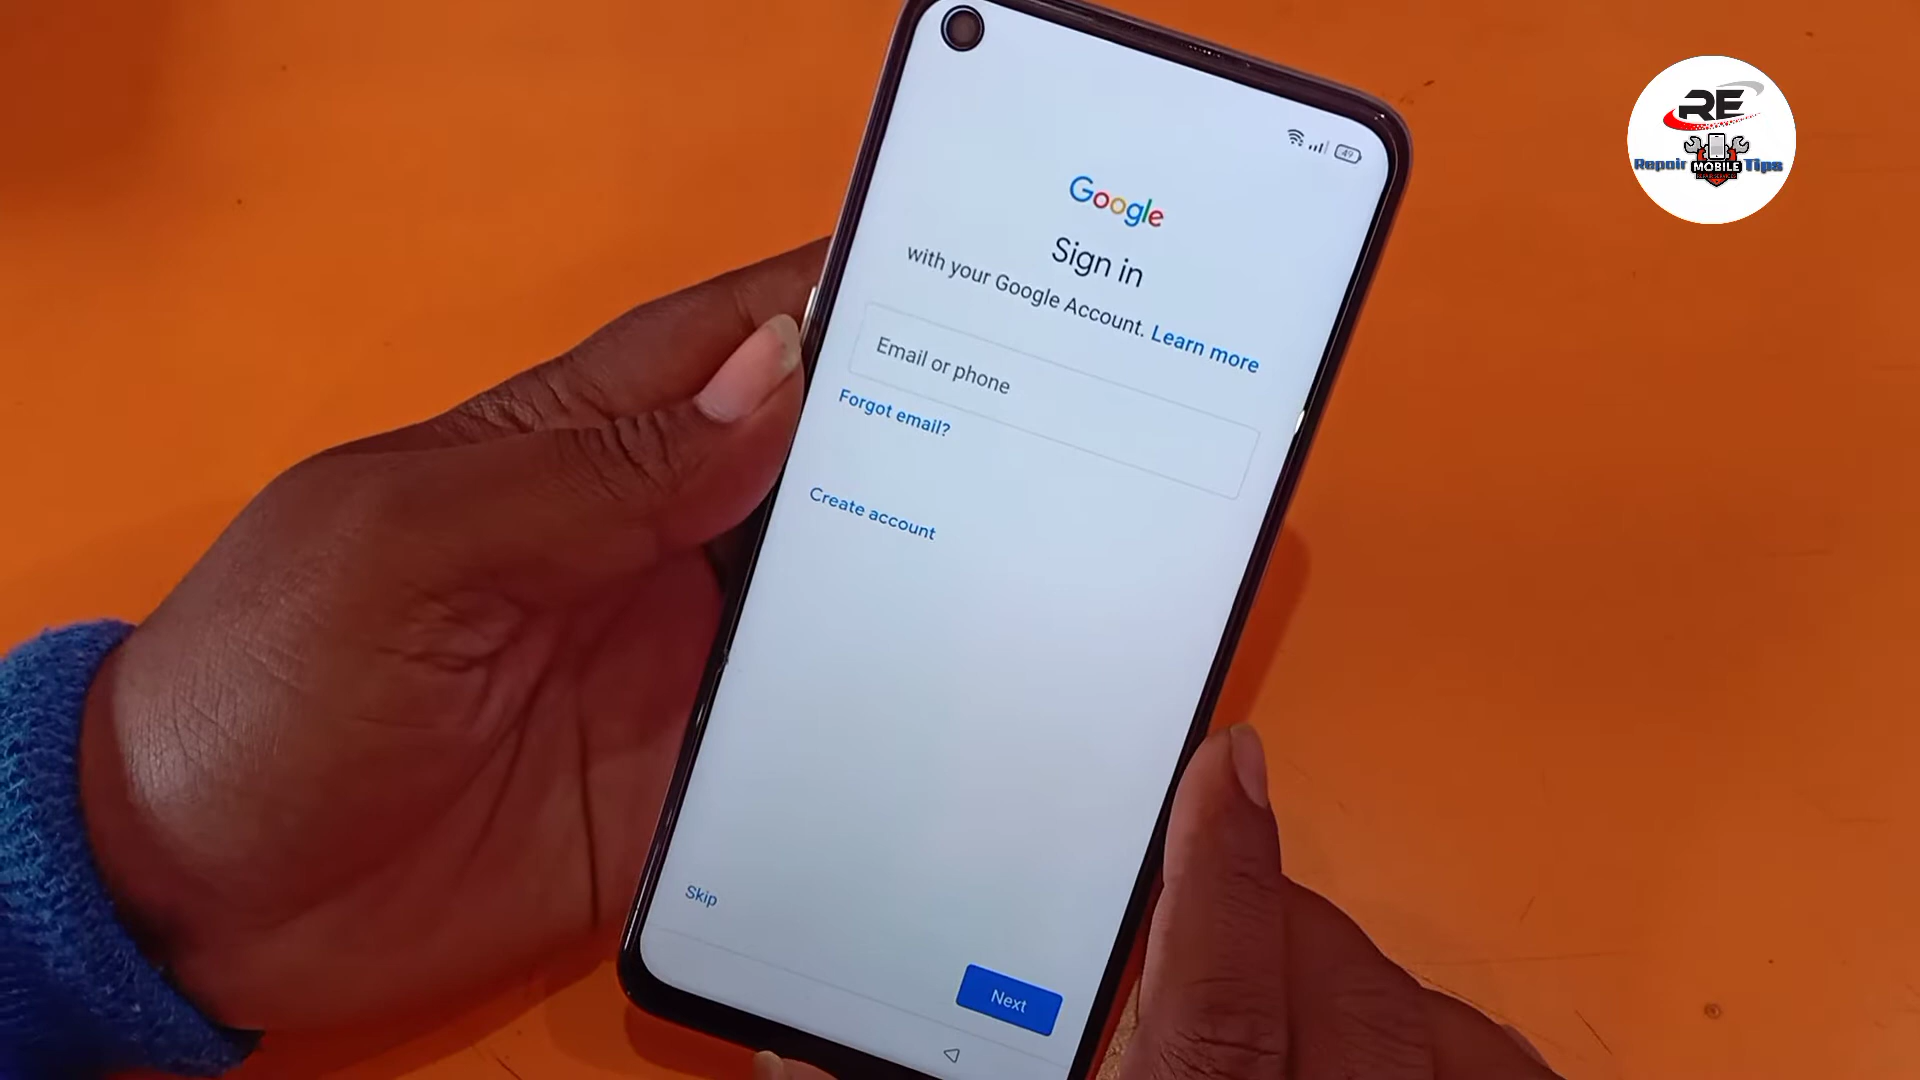 49
Google
Sign in
with your Google Account. Learn more
Email or phone
Forgot email?
Create account
Skip
Next
RE
Repair MOBILE Tips